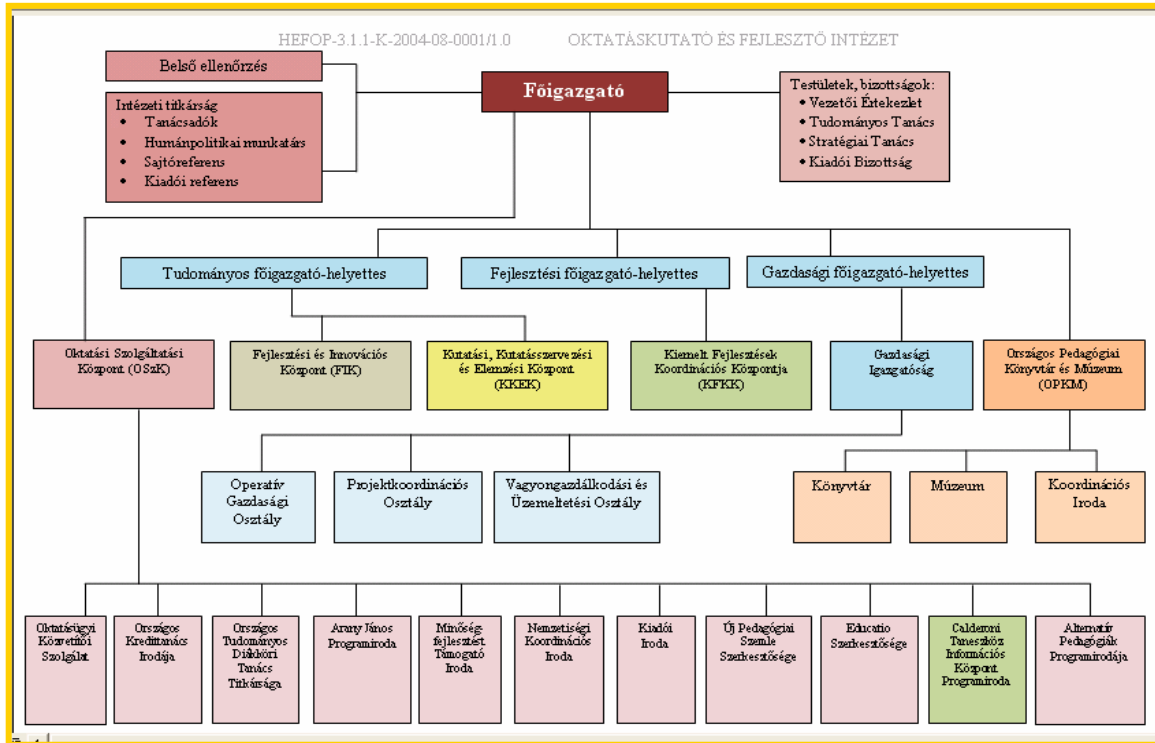 HEFOP-3.1.1-K-2004-08-0001/1.0 OKTATÁSKUTATÓ ÉS FEJLESZTŐ INTÉZET
Belső ellenőrzés
Főigazgató
Testületek, bizottságok:
• Vezetői Értekezlet
• Tudományos Tanács
• Stratégiai Tanács
• Kiadói Bizottság
Intézeti titkárság
• Tanácsadók
• Humánpolitikai munkatárs
• Sajtóreferens
• Kiadói referens
Tudományos főigazgató-helyettes
Fejlesztési főigazgató-helyettes
Gazdasági főigazgató-helyettes
Oktatási Szolgáltatási
Központ (OSzK)
Fejlesztési és Innovációs
Központ (FIK)
Kutatási, Kutatásszervezési
és Elemzési Központ
(KKEK)
Kiemelt Fejlesztések
Koordinációs Központja
(KFKK)
Gazdasági
Igazgatóság
Országos Pedagógiai
Könyvtár és Múzeum
(OPKM)
Operatív
Gazdasági
Osztály
Projektkoordinációs
Osztály
Vagyongazdálkodási és
Üzemeltetési Osztály
Könyvtár
Múzeum
Koordinációs
Iroda
Oktatásügyi
Közvetítői
Szolgálat
Országos
Kredittanács
Irodája
Országos
Tudományos
Diákköri
Tanács
Titkársága
Arany János
Programiroda
Minőség-
fejlesztést
Támogató
Iroda
Nemzetiségi
Koordinációs
Iroda
Kiadói
Iroda
Új Pedagógiai
Szemle
Szerkesztősége
Educatio
Szerkesztősége
Calderoni
Taneszköz
Információs
Központ
Programiroda
Alternatív
Pedagógiák
Programirodája